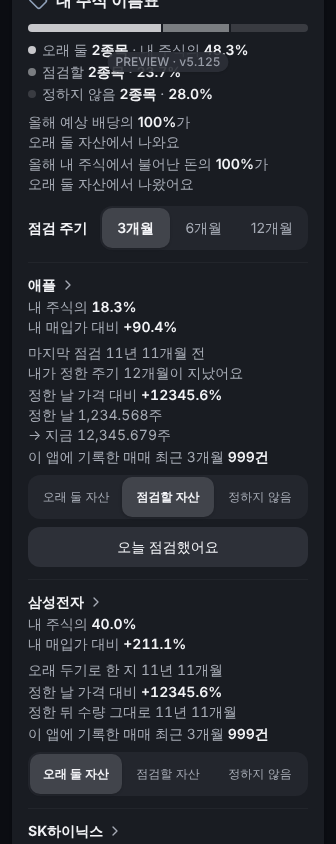 내 주식 이름표
오래 둘 2종목 · 내 주식의 48.3%
PREVIEW · v5.125
점검할 2종목 · 23.7%
정하지 않음 2종목 · 28.0%
올해 예상 배당의 100%가
오래 둘 자산에서 나와요
올해 내 주식에서 불어난 돈의 100%가
오래 둘 자산에서 나왔어요
점검 주기 3개월 6개월 12개월
애플
내 주식의 18.3%
내 매입가 대비 +90.4%
마지막 점검 11년 11개월 전
내가 정한 주기 12개월이 지났어요
정한 날 가격 대비 +12345.6%
정한 날 1,234.568주
→ 지금 12,345.679주
이 앱에 기록한 매매 최근 3개월 999건
오래 둘 자산 점검할 자산 정하지 않음
오늘 점검했어요
삼성전자
내 주식의 40.0%
내 매입가 대비 +211.1%
오래 두기로 한 지 11년 11개월
정한 날 가격 대비 +12345.6%
정한 뒤 수량 그대로 11년 11개월
이 앱에 기록한 매매 최근 3개월 999건
오래 둘 자산 점검할 자산 정하지 않음
SK하이닉스